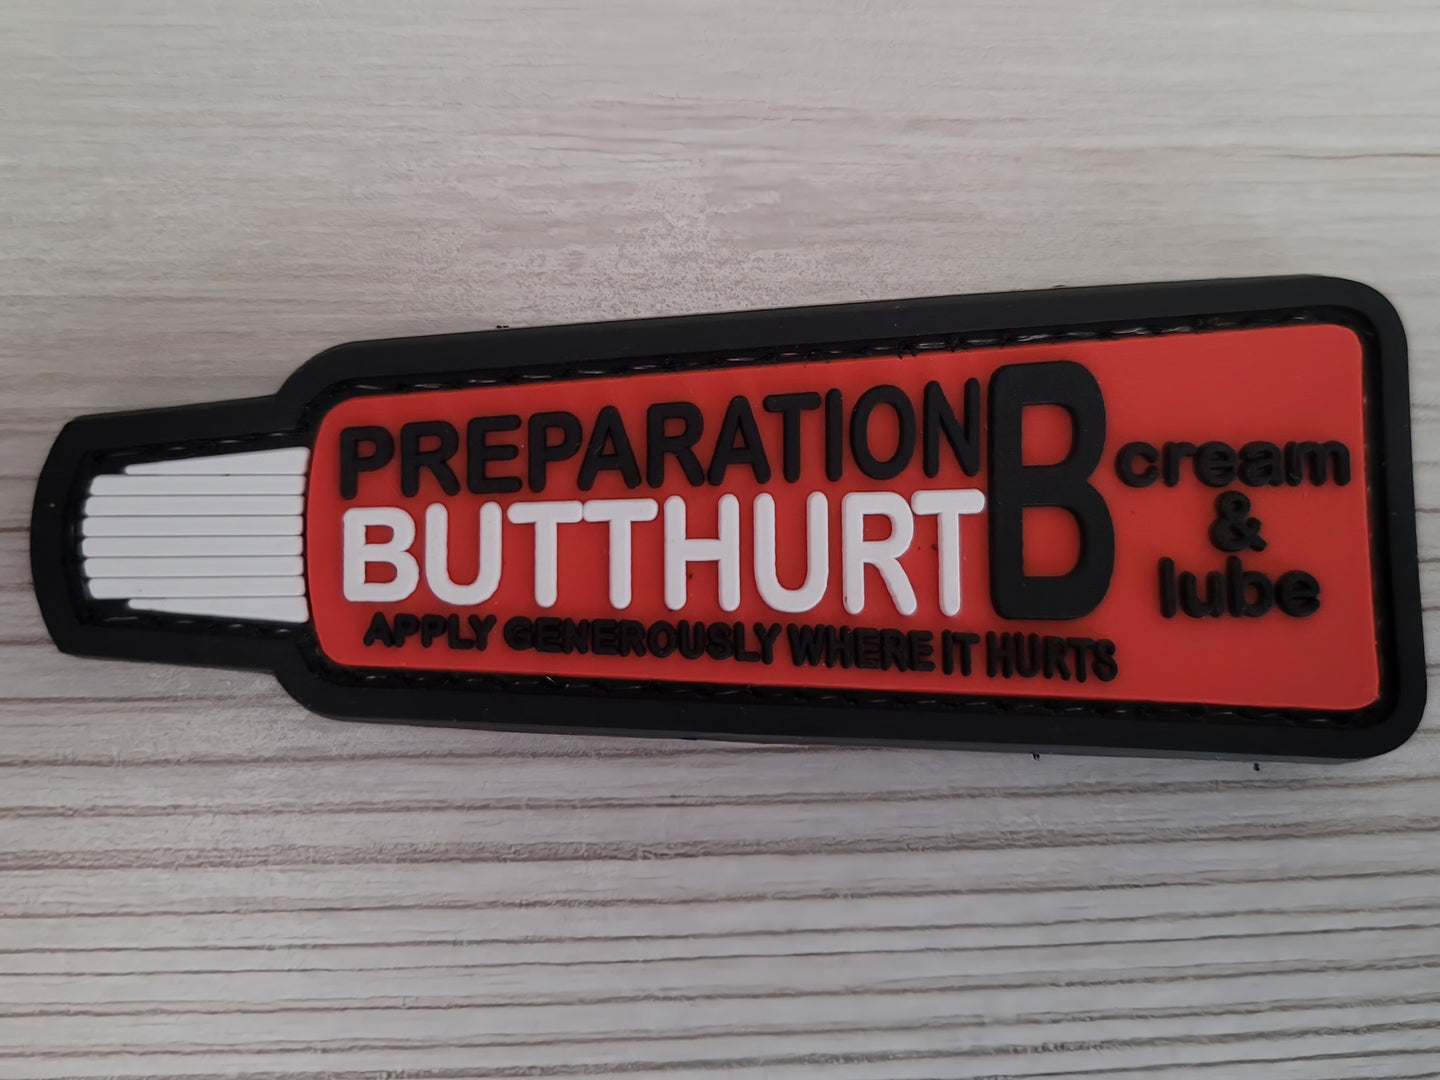 PREPARATION
BUTTHURT
B
cream
&
lube
APPLY GENEROUSLY WHERE IT HURTS